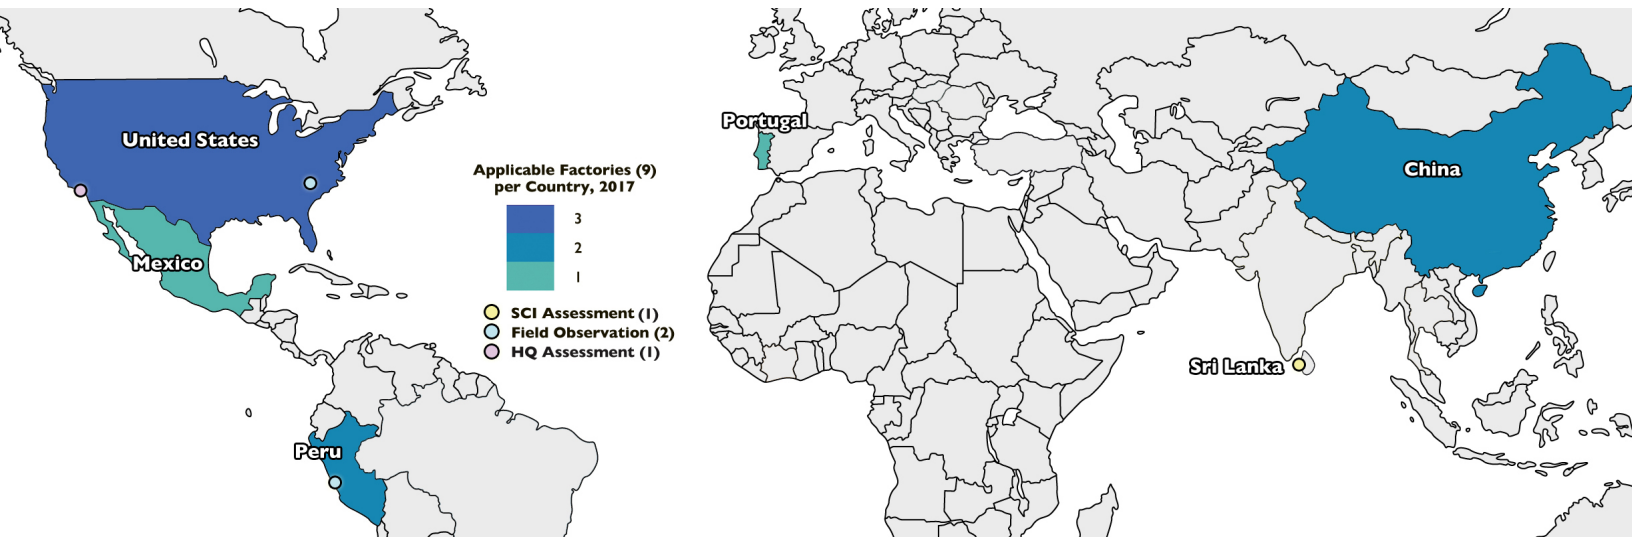 United States
Mexico
Peru
Applicable Factories (9)
per Country, 2017
3
2
1
SCI Assessment (1)
Field Observation (2)
HQ Assessment (1)
Portugal
China
Sri Lanka